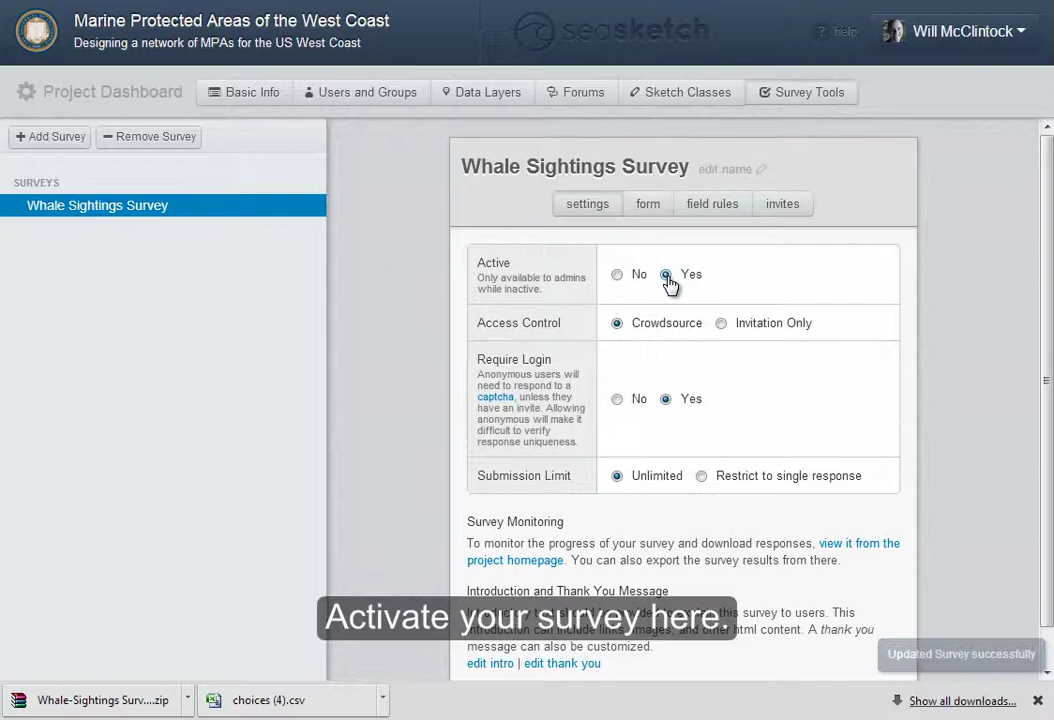 Marine Protected Areas of the West Coast
Designing a network of MPAs for the US West Coast
seasketch
? help
Will McClintock
Project Dashboard
Basic Info
Users and Groups
Data Layers
Forums
Sketch Classes
Survey Tools
+ Add Survey
− Remove Survey
SURVEYS
Whale Sightings Survey
Whale Sightings Survey edit name
settings form field rules invites
Active
Only available to admins
while inactive.
No Yes
Access Control
Crowdsource Invitation Only
Require Login
Anonymous users will
need to respond to a
captcha, unless they
have an invite. Allowing
anonymous will make it
difficult to verify
response uniqueness.
No Yes
Submission Limit
Unlimited Restrict to single response
Survey Monitoring
To monitor the progress of your survey and download responses, view it from the
project homepage. You can also export the survey results from there.
Introduction and Thank You Message
this survey to users. This
introduction can include links, images, and other html content. A thank you
message can also be customized.
edit intro | edit thank you
Activate your survey here.
Updated Survey successfully
Whale-Sightings Surv....zip
choices (4).csv
Show all downloads...